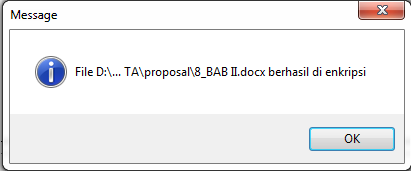 Message
File D:\... TA\proposal\8_BAB II.docx berhasil di enkripsi
OK